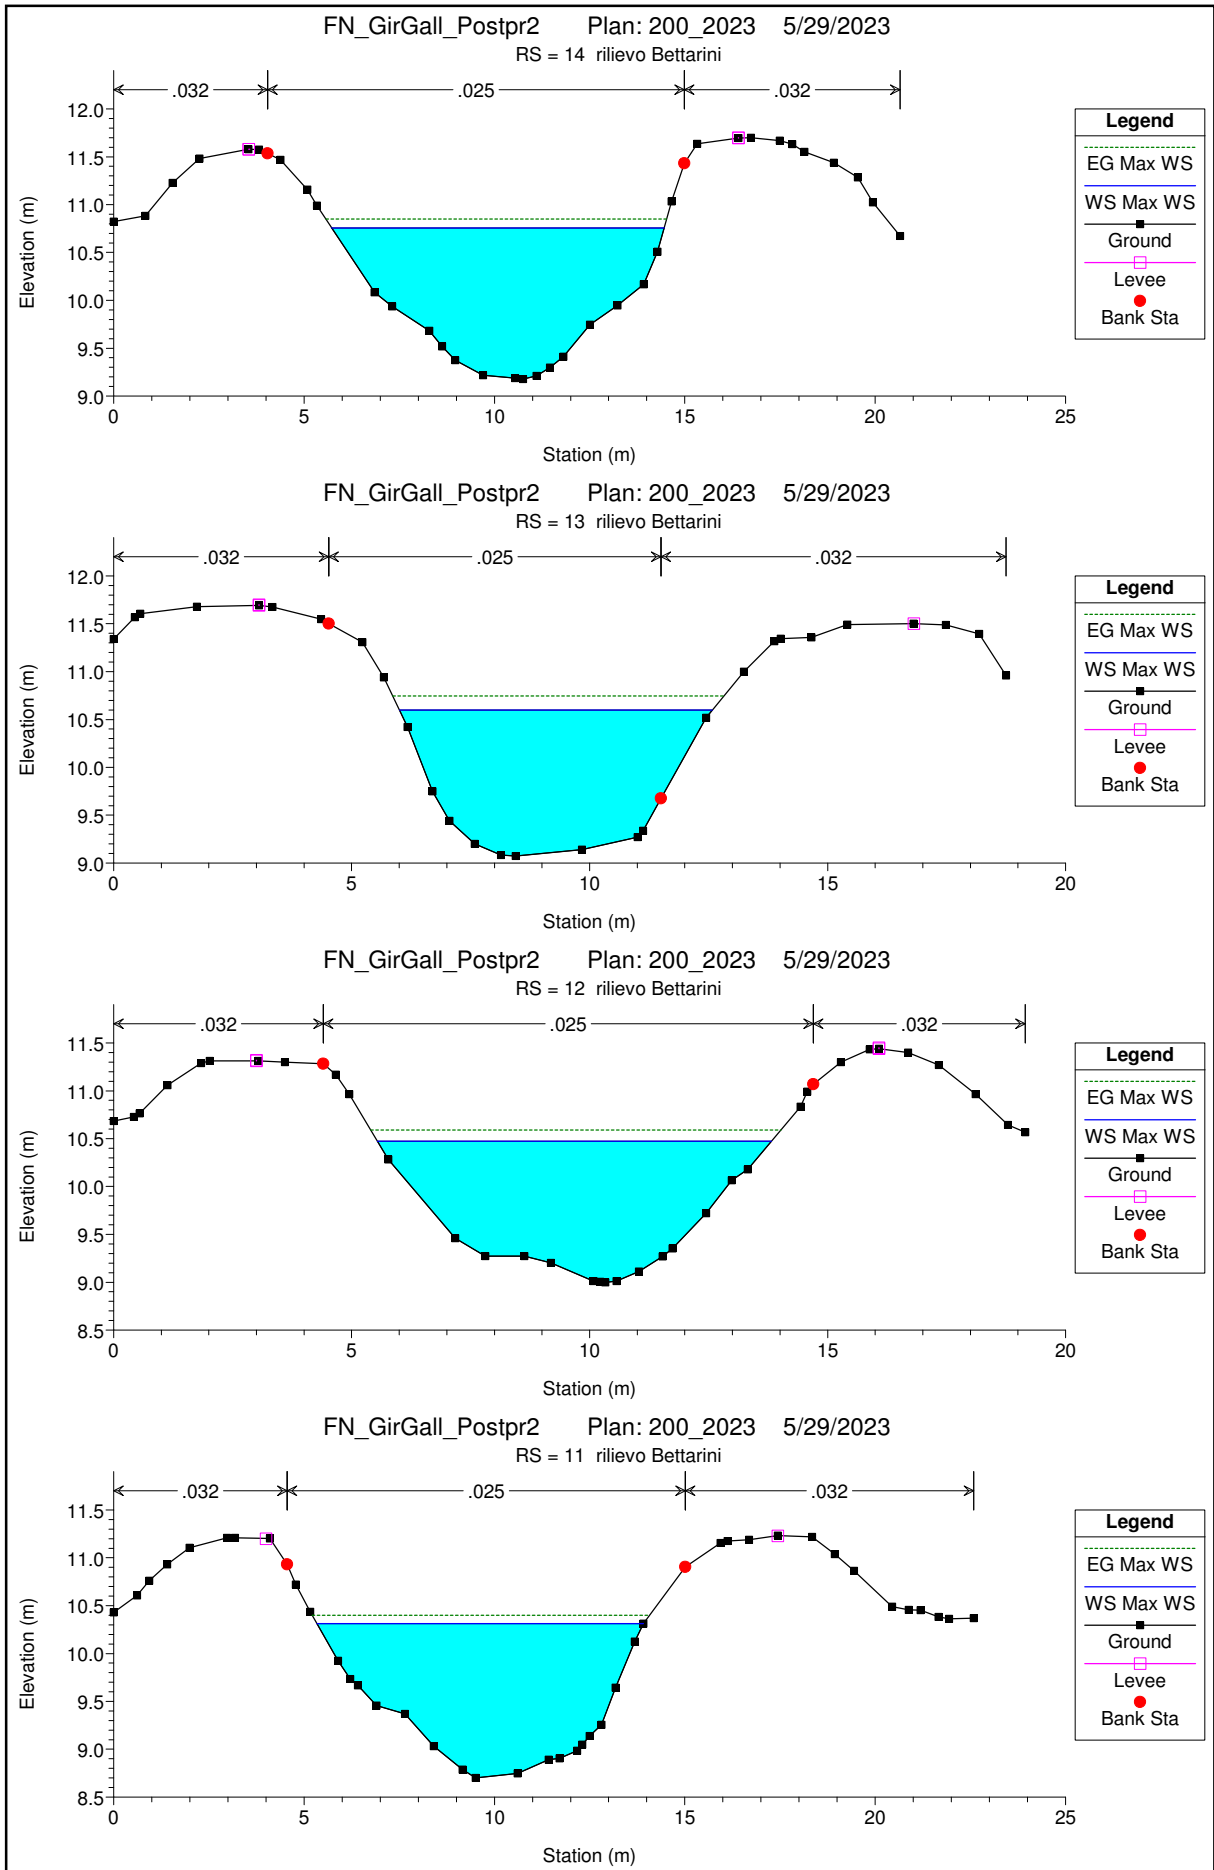 FN_GirGall_Postpr2 Plan: 200_2023 5/29/2023
RS = 14 rilievo Bettarini
.032 .025 .032
12.0
11.5
11.0
10.5
10.0
9.5
9.0
Elevation (m)
0 5 10 15 20 25
Station (m)
Legend
EG Max WS
WS Max WS
Ground
Levee
Bank Sta
FN_GirGall_Postpr2 Plan: 200_2023 5/29/2023
RS = 13 rilievo Bettarini
.032 .025 .032
12.0
11.5
11.0
10.5
10.0
9.5
9.0
Elevation (m)
0 5 10 15 20
Station (m)
Legend
EG Max WS
WS Max WS
Ground
Levee
Bank Sta
FN_GirGall_Postpr2 Plan: 200_2023 5/29/2023
RS = 12 rilievo Bettarini
.032 .025 .032
11.5
11.0
10.5
10.0
9.5
9.0
8.5
Elevation (m)
0 5 10 15 20
Station (m)
Legend
EG Max WS
WS Max WS
Ground
Levee
Bank Sta
FN_GirGall_Postpr2 Plan: 200_2023 5/29/2023
RS = 11 rilievo Bettarini
.032 .025 .032
11.5
11.0
10.5
10.0
9.5
9.0
8.5
Elevation (m)
0 5 10 15 20 25
Station (m)
Legend
EG Max WS
WS Max WS
Ground
Levee
Bank Sta